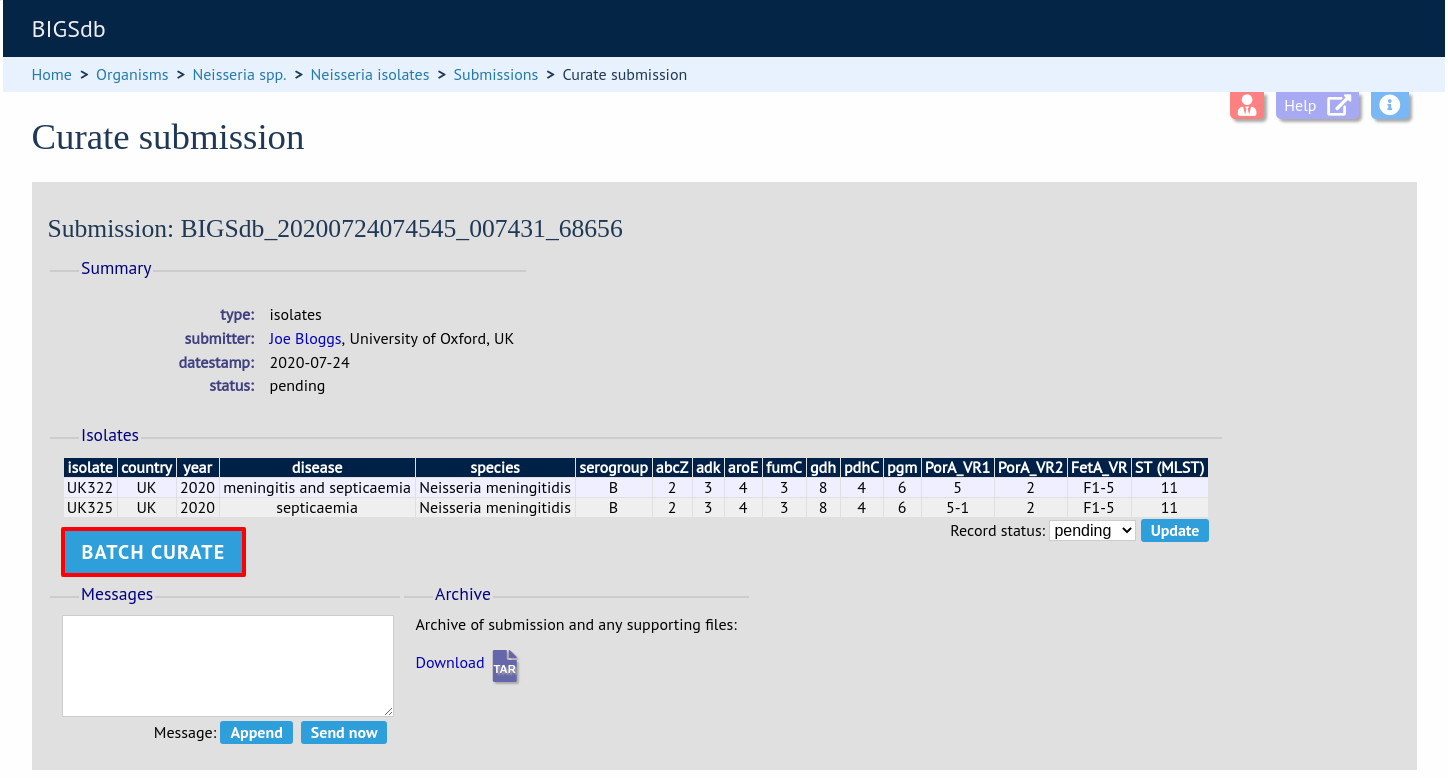 BIGSdb
Home > Organisms > Neisseria spp. > Neisseria isolates > Submissions > Curate submission
Help
Curate submission
Submission: BIGSdb_20200724074545_007431_68656
Summary
type: isolates
submitter: Joe Bloggs, University of Oxford, UK
datestamp: 2020-07-24
status: pending
Isolates
isolate country year disease species serogroup abcZ adk aroE fumC gdh pdhC pgm PorA_VR1 PorA_VR2 FetA_VR ST (MLST)
UK322 UK 2020 meningitis and septicaemia Neisseria meningitidis B 2 3 4 3 8 4 6 5 2 F1-5 11
UK325 UK 2020 septicaemia Neisseria meningitidis B 2 3 4 3 8 4 6 5-1 2 F1-5 11
Record status: pending Update
BATCH CURATE
Messages
Archive
Archive of submission and any supporting files:
Download TAR
Message: Append Send now